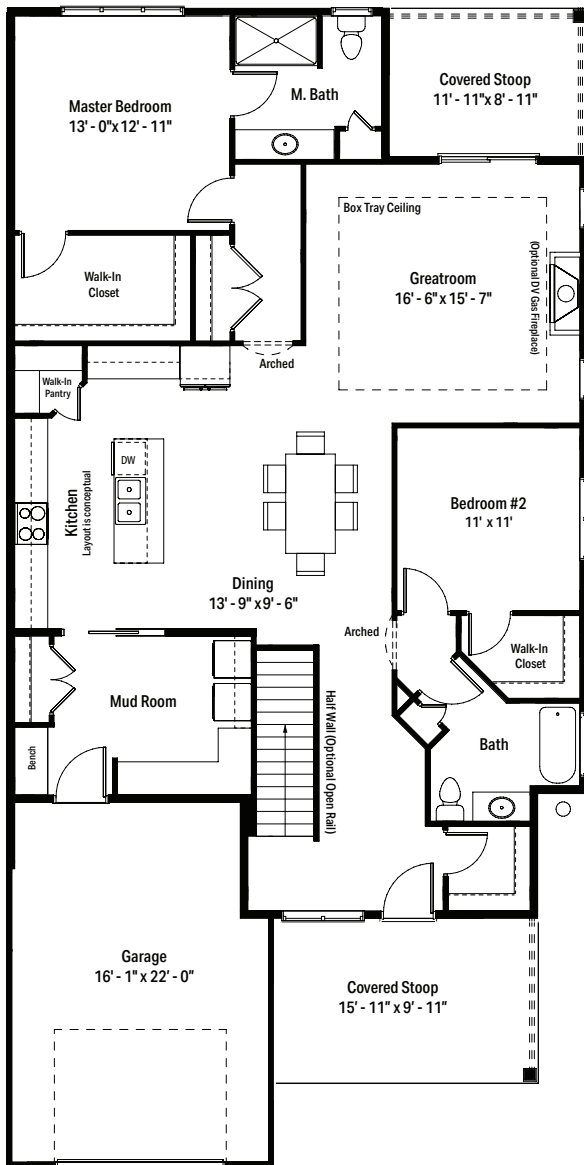 Master Bedroom
13' - 0" x 12' - 11"
M. Bath
Covered Stoop
11' - 11" x 8' - 11"
Box Tray Ceiling
Walk-In
Closet
Greatroom
16' - 6" x 15' - 7"
(Optional DV Gas Fireplace)
Arched
Walk-In
Pantry
DW
Kitchen
Layout is conceptual
Bedroom #2
11' x 11'
Dining
13' - 9" x 9' - 6"
Arched
Walk-In
Closet
Mud Room
Half Wall (Optional Open Rail)
Bath
Bench
Garage
16' - 1" x 22' - 0"
Covered Stoop
15' - 11" x 9' - 11"